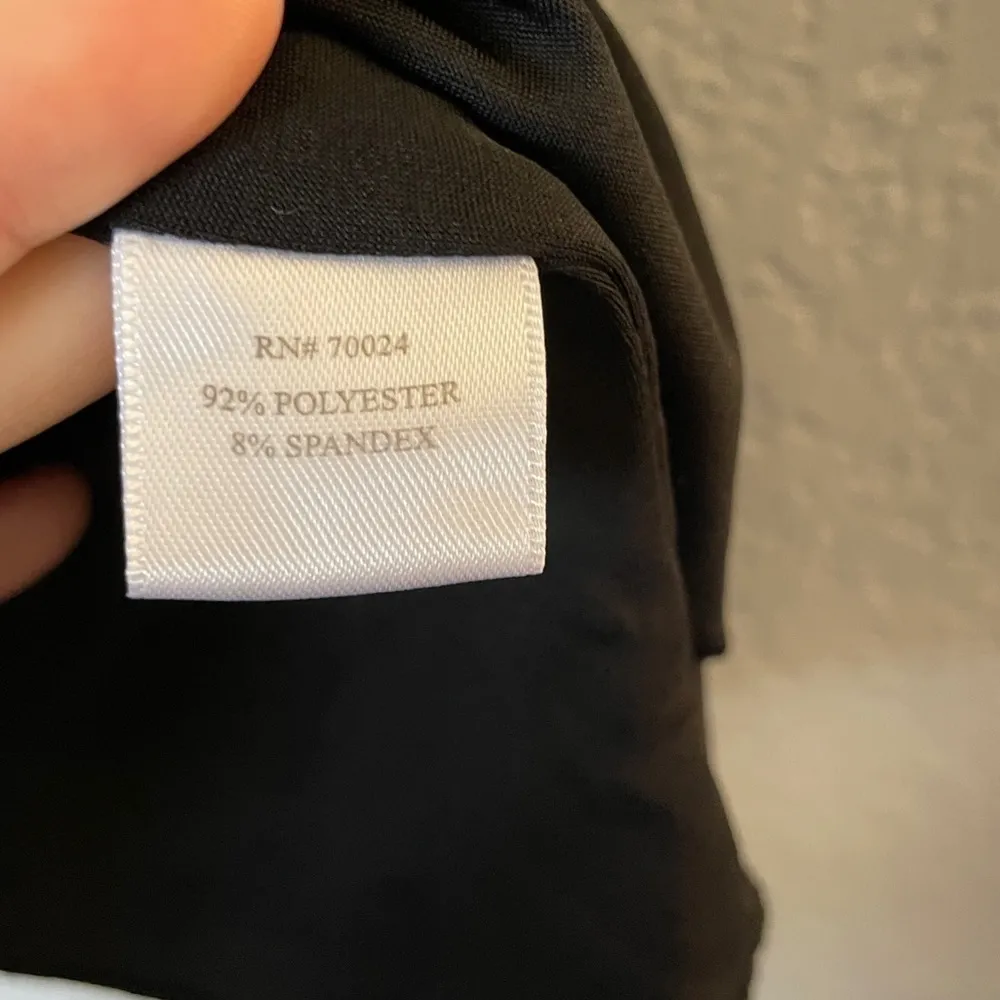 RN# 70024
92% POLYESTER
8% SPANDEX